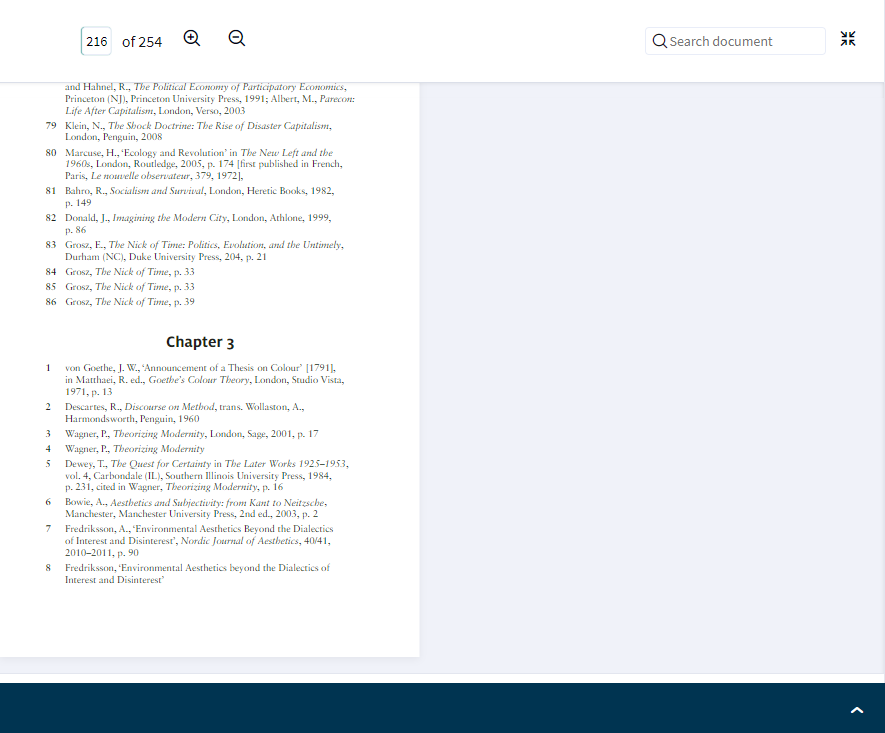 216 of 254
Search document
and Hahnel, R., The Political Economy of Participatory Economics,
Princeton (NJ), Princeton University Press, 1991; Albert, M., Parecon:
Life After Capitalism, London, Verso, 2003
79 Klein, N., The Shock Doctrine: The Rise of Disaster Capitalism,
London, Penguin, 2008
80 Marcuse, H., ‘Ecology and Revolution’ in The New Left and the
1960s, London, Routledge, 2005, p. 174 [first published in French,
Paris, Le nouvelle observateur, 379, 1972],
81 Bahro, R., Socialism and Survival, London, Heretic Books, 1982,
p. 149
82 Donald, J., Imagining the Modern City, London, Athlone, 1999,
p. 86
83 Grosz, E., The Nick of Time: Politics, Evolution, and the Untimely,
Durham (NC), Duke University Press, 204, p. 21
84 Grosz, The Nick of Time, p. 33
85 Grosz, The Nick of Time, p. 33
86 Grosz, The Nick of Time, p. 39
Chapter 3
1 von Goethe, J. W., ‘Announcement of a Thesis on Colour’ [1791],
in Matthaei, R. ed., Goethe’s Colour Theory, London, Studio Vista,
1971, p. 13
2 Descartes, R., Discourse on Method, trans. Wollaston, A.,
Harmondsworth, Penguin, 1960
3 Wagner, P., Theorizing Modernity, London, Sage, 2001, p. 17
4 Wagner, P., Theorizing Modernity
5 Dewey, T., The Quest for Certainty in The Later Works 1925–1953,
vol. 4, Carbondale (IL), Southern Illinois University Press, 1984,
p. 231, cited in Wagner, Theorizing Modernity, p. 16
6 Bowie, A., Aesthetics and Subjectivity: from Kant to Neitzsche,
Manchester, Manchester University Press, 2nd ed., 2003, p. 2
7 Fredriksson, A., ‘Environmental Aesthetics Beyond the Dialectics
of Interest and Disinterest’, Nordic Journal of Aesthetics, 40/41,
2010–2011, p. 90
8 Fredriksson, ‘Environmental Aesthetics beyond the Dialectics of
Interest and Disinterest’